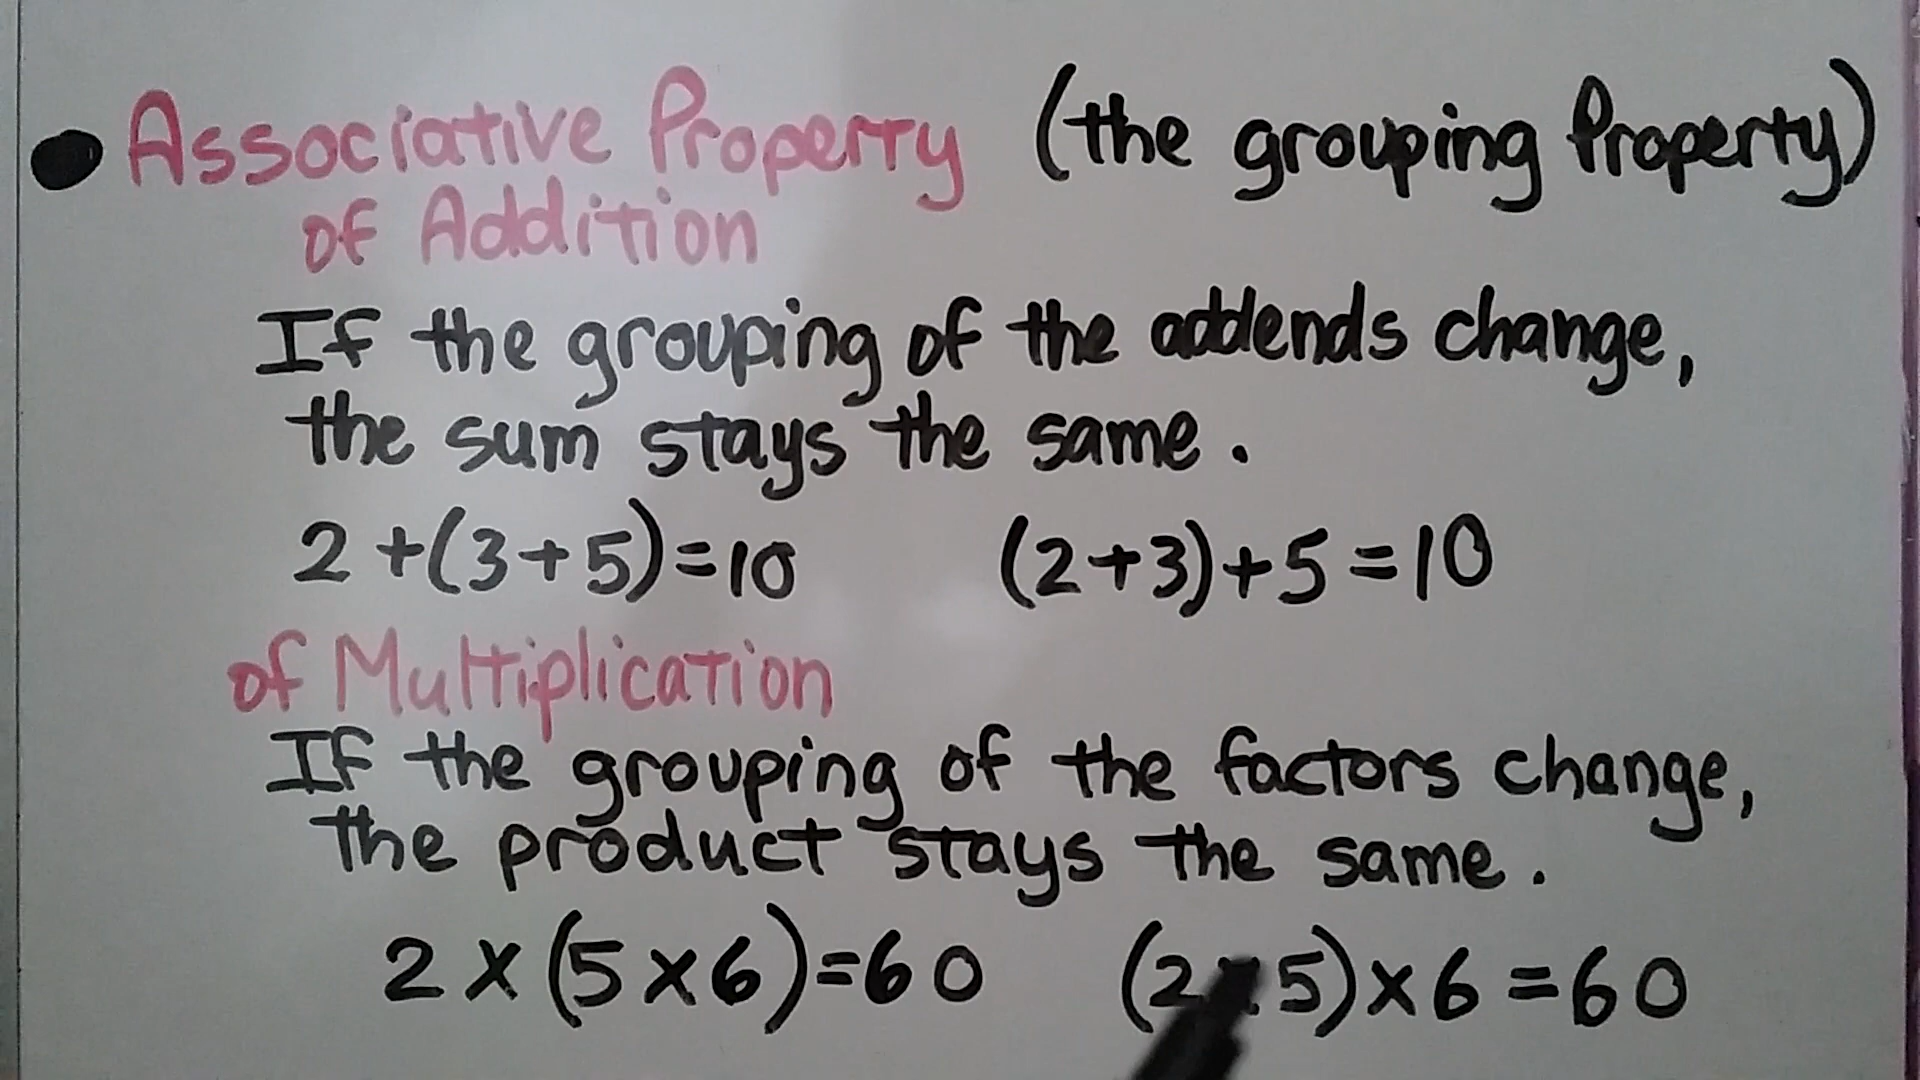 Associative Property (the grouping Property)
of Addition
If the grouping of the addends change,
the sum stays the same.
2+(3+5)=10 (2+3)+5=10
of Multiplication
If the grouping of the factors change,
the product stays the same.
2×(5×6)=60 (2×5)×6=60